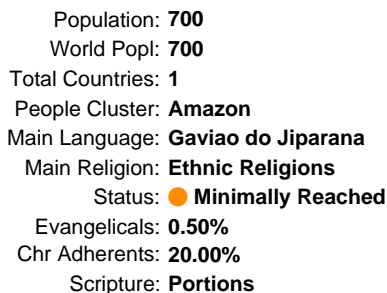 Population: 700
World Popl: 700
Total Countries: 1
People Cluster: Amazon
Main Language: Gaviao do Jiparana
Main Religion: Ethnic Religions
Status: Minimally Reached
Evangelicals: 0.50%
Chr Adherents: 20.00%
Scripture: Portions